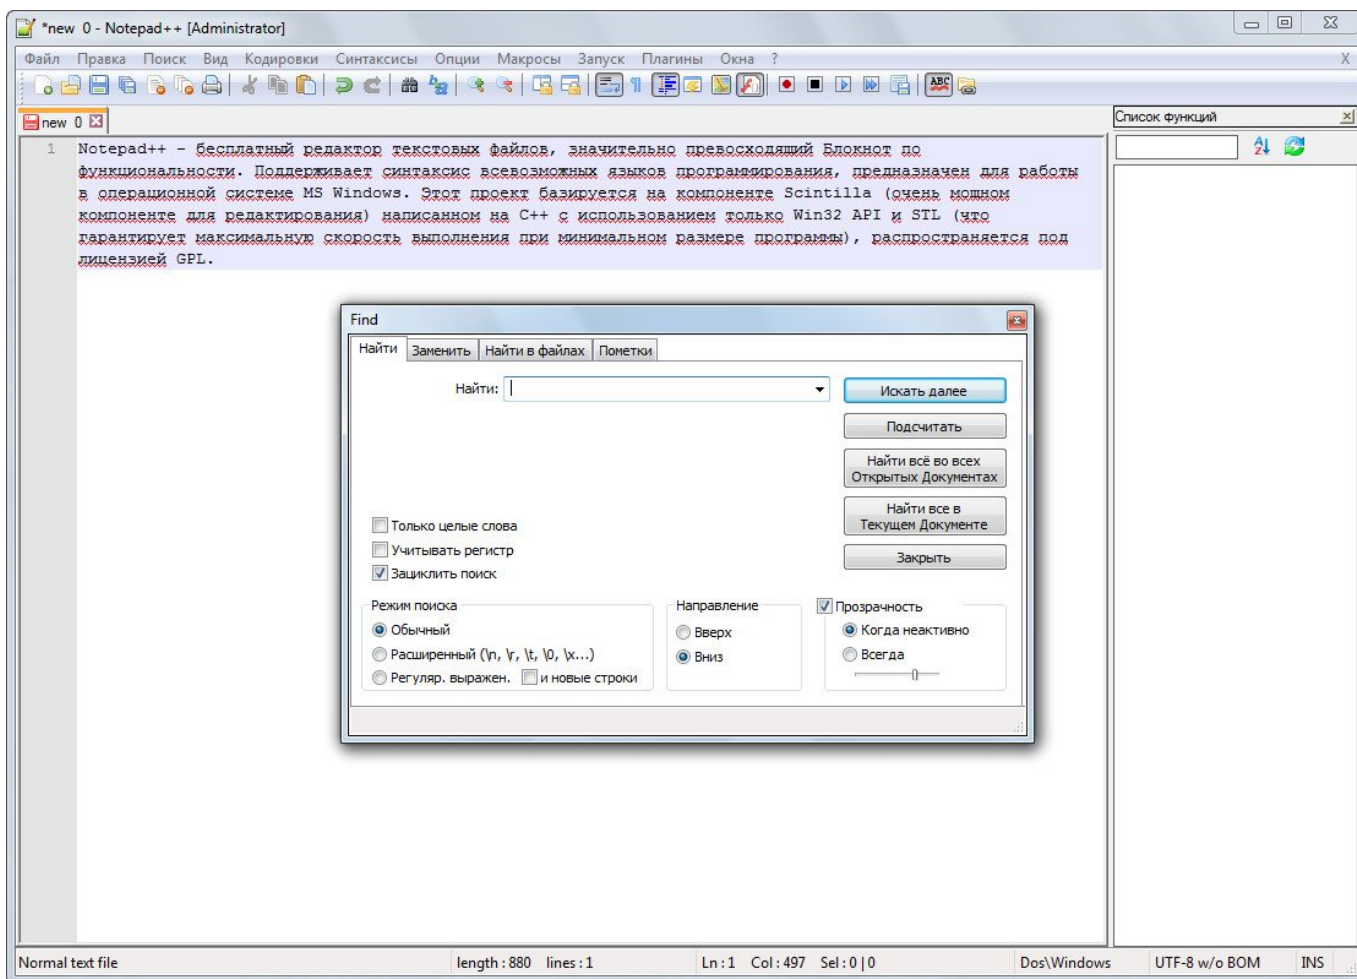 *new 0 - Notepad++ [Administrator]
Файл Правка Поиск Вид Кодировки Синтаксисы Опции Макросы Запуск Плагины Окна ? X
new 0
Список функций
1 Notepad++ - бесплатный редактор текстовых файлов, значительно превосходящий Блокнот по
функциональности. Поддерживает синтаксис всевозможных языков программирования, предназначен для работы
в операционной системе MS Windows. Этот проект базируется на компоненте Scintilla (очень мощном
компоненте для редактирования) написанном на C++ с использованием только Win32 API и STL (что
гарантирует максимальную скорость выполнения при минимальном размере программы), распространяется под
лицензией GPL.
Find
Найти Заменить Найти в файлах Пометки
Найти:
Искать далее
Подсчитать
Найти всё во всех
Открытых Документах
Найти все в
Текущем Документе
Закрыть
Только целые слова
Учитывать регистр
Зациклить поиск
Режим поиска
Обычный
Расширенный (\n, \r, \t, \0, \x...)
Регуляр. выражен. и новые строки
Направление
Вверх
Вниз
Прозрачность
Когда неактивно
Всегда
Normal text file length : 880 lines : 1 Ln : 1 Col : 497 Sel : 0 | 0 Dos\Windows UTF-8 w/o BOM INS